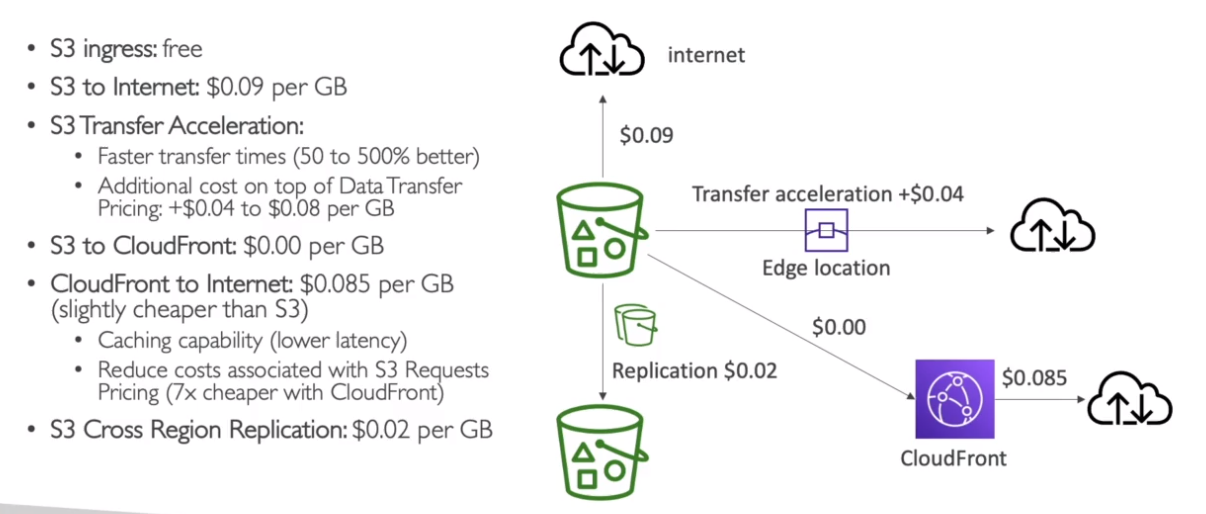 • S3 ingress: free
• S3 to Internet: $0.09 per GB
• S3 Transfer Acceleration:
• Faster transfer times (50 to 500% better)
• Additional cost on top of Data Transfer
Pricing: +$0.04 to $0.08 per GB
• S3 to CloudFront: $0.00 per GB
• CloudFront to Internet: $0.085 per GB
(slightly cheaper than S3)
• Caching capability (lower latency)
• Reduce costs associated with S3 Requests
Pricing (7x cheaper with CloudFront)
• S3 Cross Region Replication: $0.02 per GB
internet
$0.09
Transfer acceleration +$0.04
Edge location
$0.00
Replication $0.02
$0.085
CloudFront